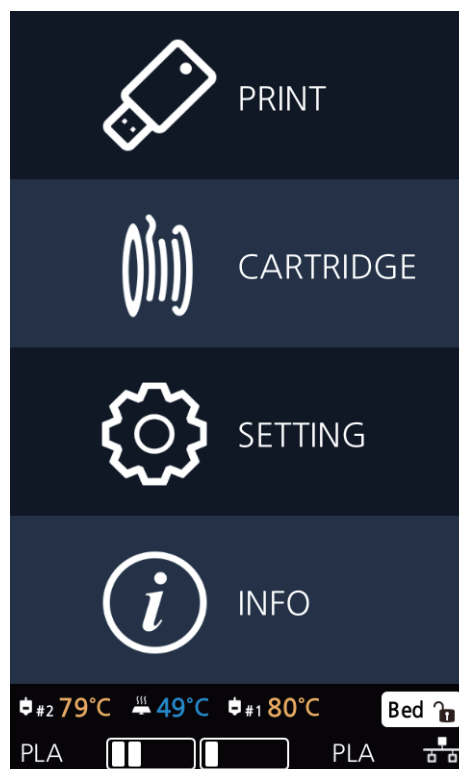 PRINT
CARTRIDGE
SETTING
i INFO
#2 79°C 49°C #1 80°C Bed
PLA PLA